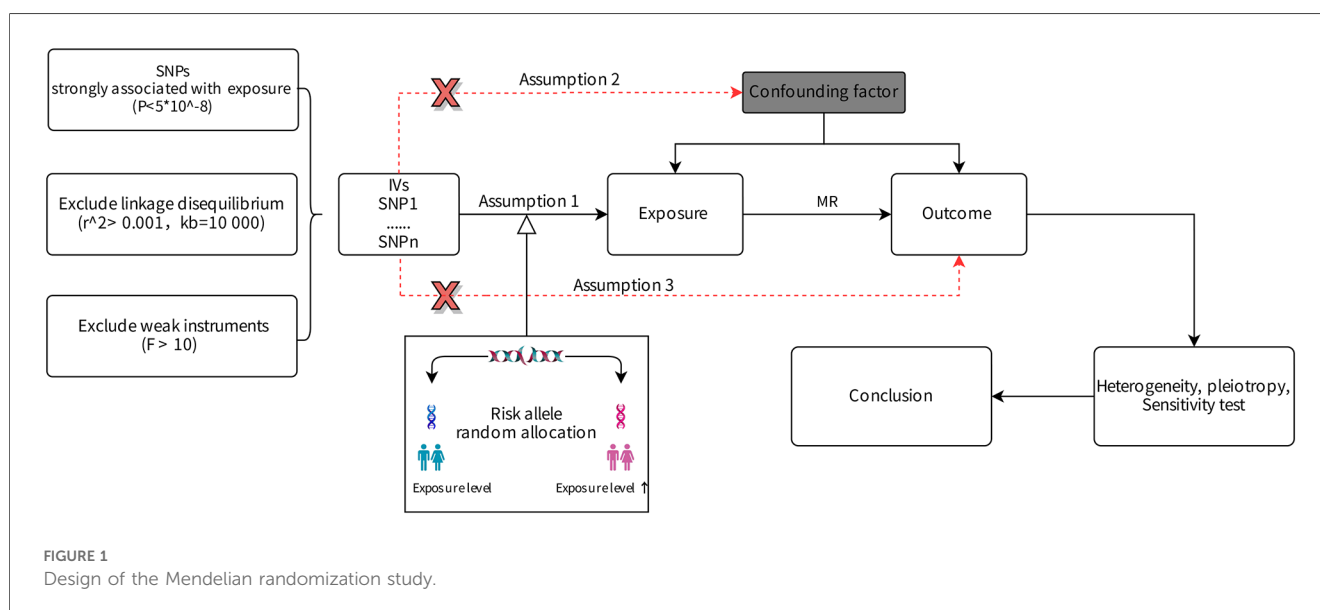 SNPs
strongly associated with exposure
(P<5*10^-8)
Exclude linkage disequilibrium
(r^2> 0.001, kb=10 000)
Exclude weak instruments
(F > 10)
IVs
SNP1
......
SNPn
Assumption 2
Confounding factor
Assumption 1
Exposure
MR
Outcome
Assumption 3
Risk allele
random allocation
Exposure level
Exposure level ↑
Conclusion
Heterogeneity, pleiotropy,
Sensitivity test
FIGURE 1
Design of the Mendelian randomization study.